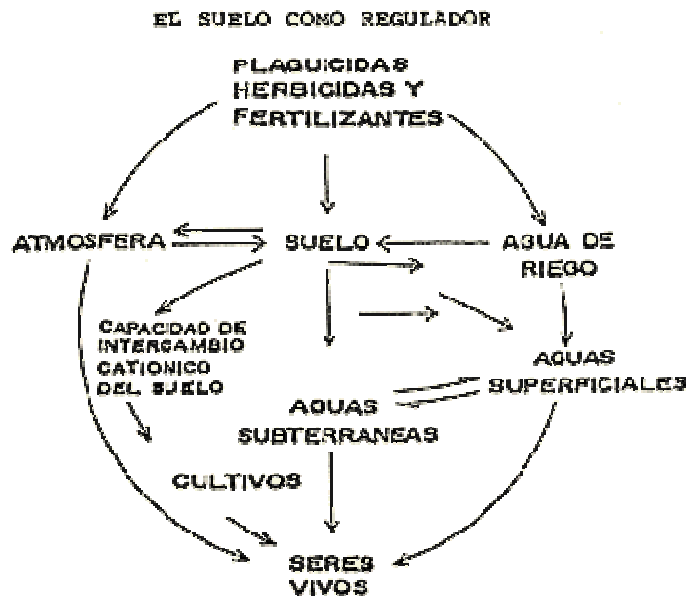 EL SUELO COMO REGULADOR
PLAQUICIDAS
HERBICIDAS Y
FERTILIZANTES
ATMOSFERA
SUELO
AGUA DE
RIEGO
CAPACIDAD DE
INTERCAMBIO
CATIONICO
DEL SUELO
AGUAS
SUPERFICIALES
AGUAS
SUBTERRANEAS
CULTIVOS
SERES
VIVOS